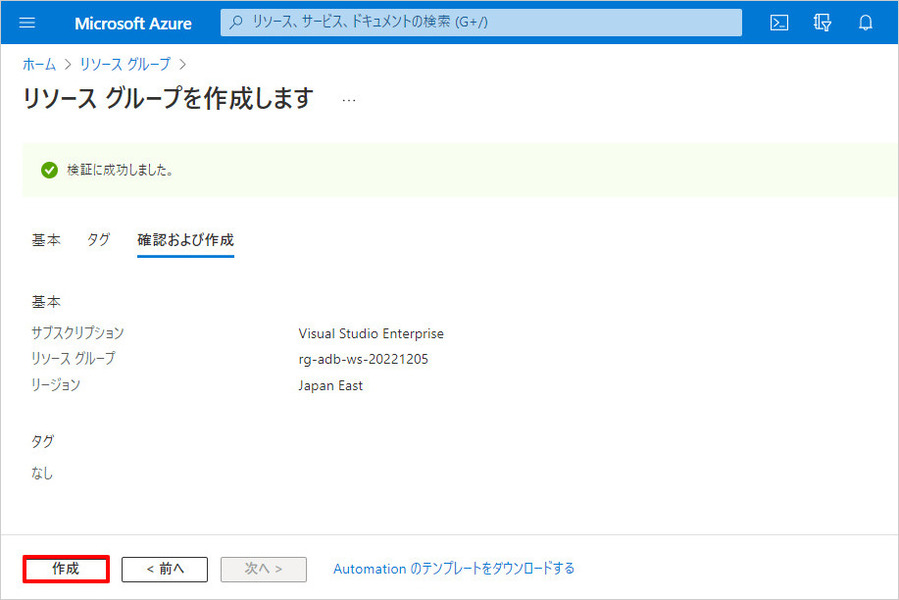 Microsoft Azure
リソース、サービス、ドキュメントの検索 (G+/)
ホーム > リソース グループ >
リソース グループを作成します ...
検証に成功しました。
基本 タグ 確認および作成
基本
サブスクリプション Visual Studio Enterprise
リソース グループ rg-adb-ws-20221205
リージョン Japan East
タグ
なし
作成 < 前へ 次へ > Automation のテンプレートをダウンロードする